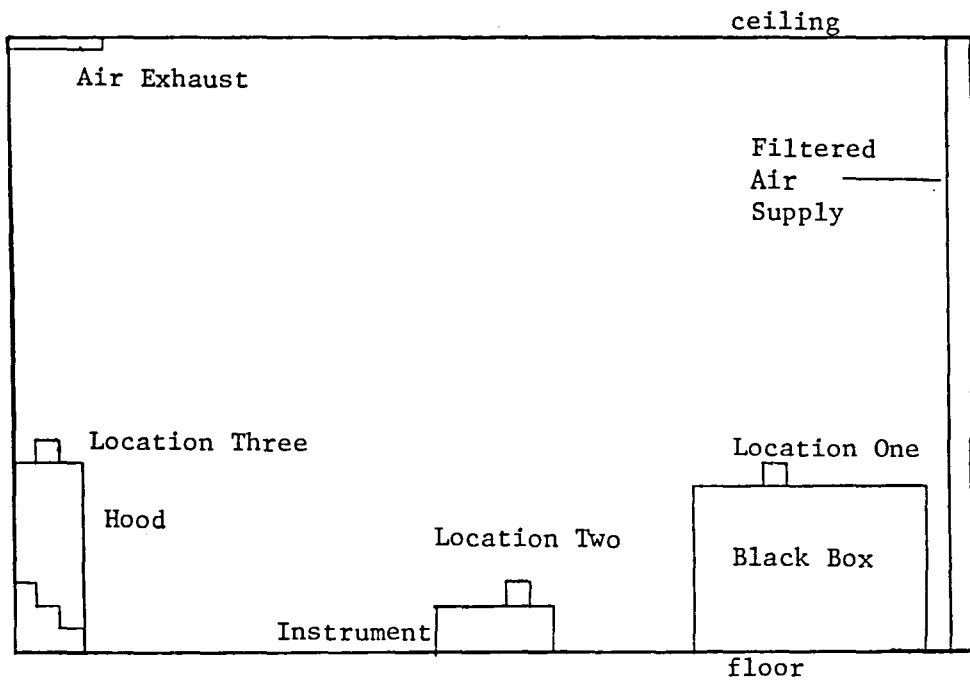 ceiling
Air Exhaust
Filtered
Air
Supply
Location Three
Location One
Hood
Location Two
Black Box
Instrument
floor